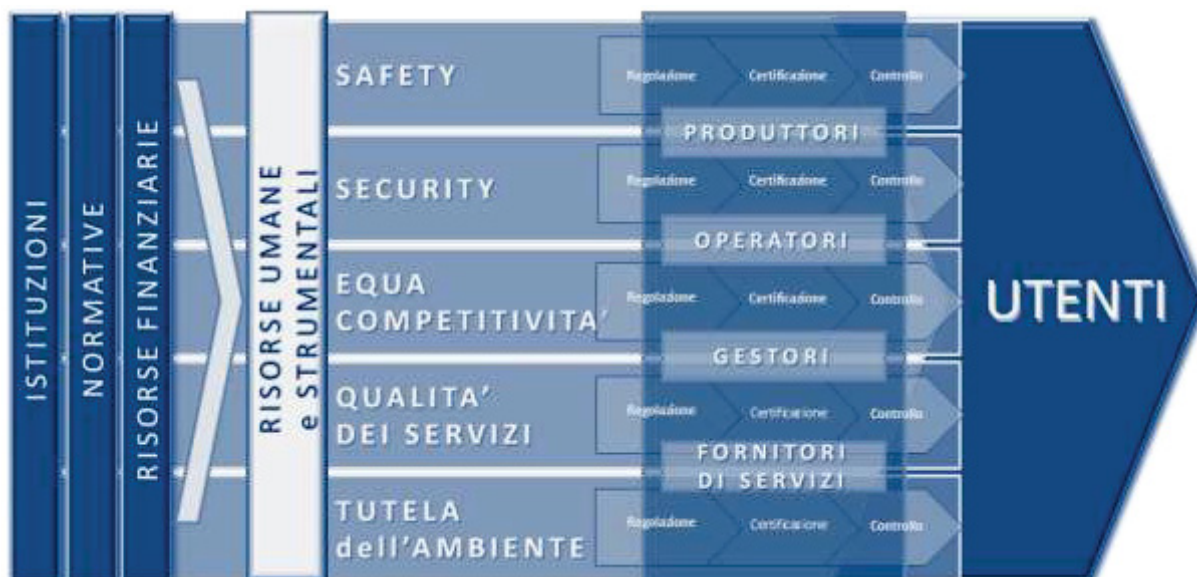 ISTITUZIONI
NORMATIVE
RISORSE FINANZIARIE
RISORSE UMANE
e STRUMENTALI
SAFETY
Regolazione Certificazione Controllo
PRODUTTORI
SECURITY
Regolazione Certificazione Controllo
OPERATORI
EQUA
COMPETITIVITA'
Regolazione Certificazione Controllo
GESTORI
QUALITA'
DEI SERVIZI
Regolazione Certificazione Controllo
FORNITORI
DI SERVIZI
TUTELA
dell'AMBIENTE
Regolazione Certificazione Controllo
UTENTI